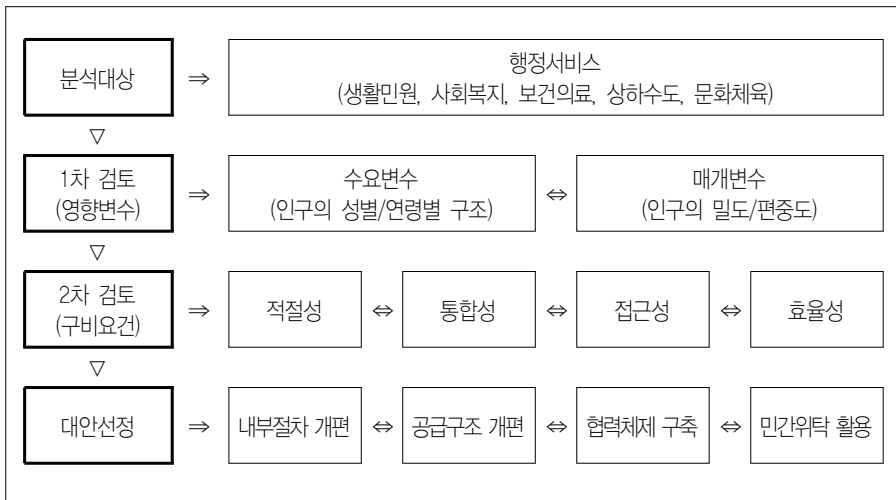 분석대상 ⇒ 행정서비스
(생활민원, 사회복지, 보건의료, 상하수도, 문화체육)
▽
1차 검토
(영향변수) ⇒ 수요변수
(인구의 성별/연령별 구조) ⇔ 매개변수
(인구의 밀도/편중도)
▽
2차 검토
(구비요건) ⇒ 적절성 ⇔ 통합성 ⇔ 접근성 ⇔ 효율성
▽
대안선정 ⇒ 내부절차 개편 ⇔ 공급구조 개편 ⇔ 협력체제 구축 ⇔ 민간위탁 활용